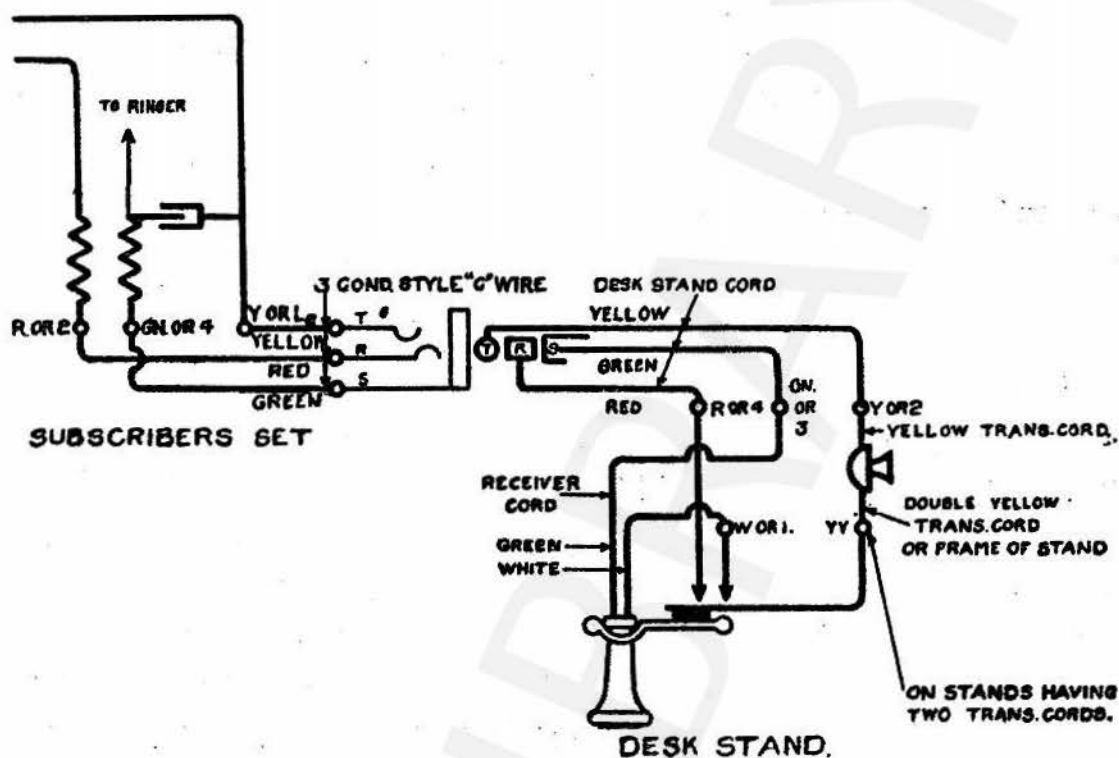 TO RINGER
3 COND. STYLE "C" WIRE
DESK STAND CORD
R OR 2
GN. OR 4
Y OR 1
YELLOW
RED
GREEN
T
R
S
T
R
S
YELLOW
GREEN
RED
R OR 4
GN.
OR
3
Y OR 2
SUBSCRIBERS SET
YELLOW TRANS. CORD.
RECEIVER
CORD
GREEN
WHITE
W OR 1.
YY
DOUBLE YELLOW
TRANS. CORD
OR FRAME OF STAND
ON STANDS HAVING
TWO TRANS. CORDS.
DESK STAND.